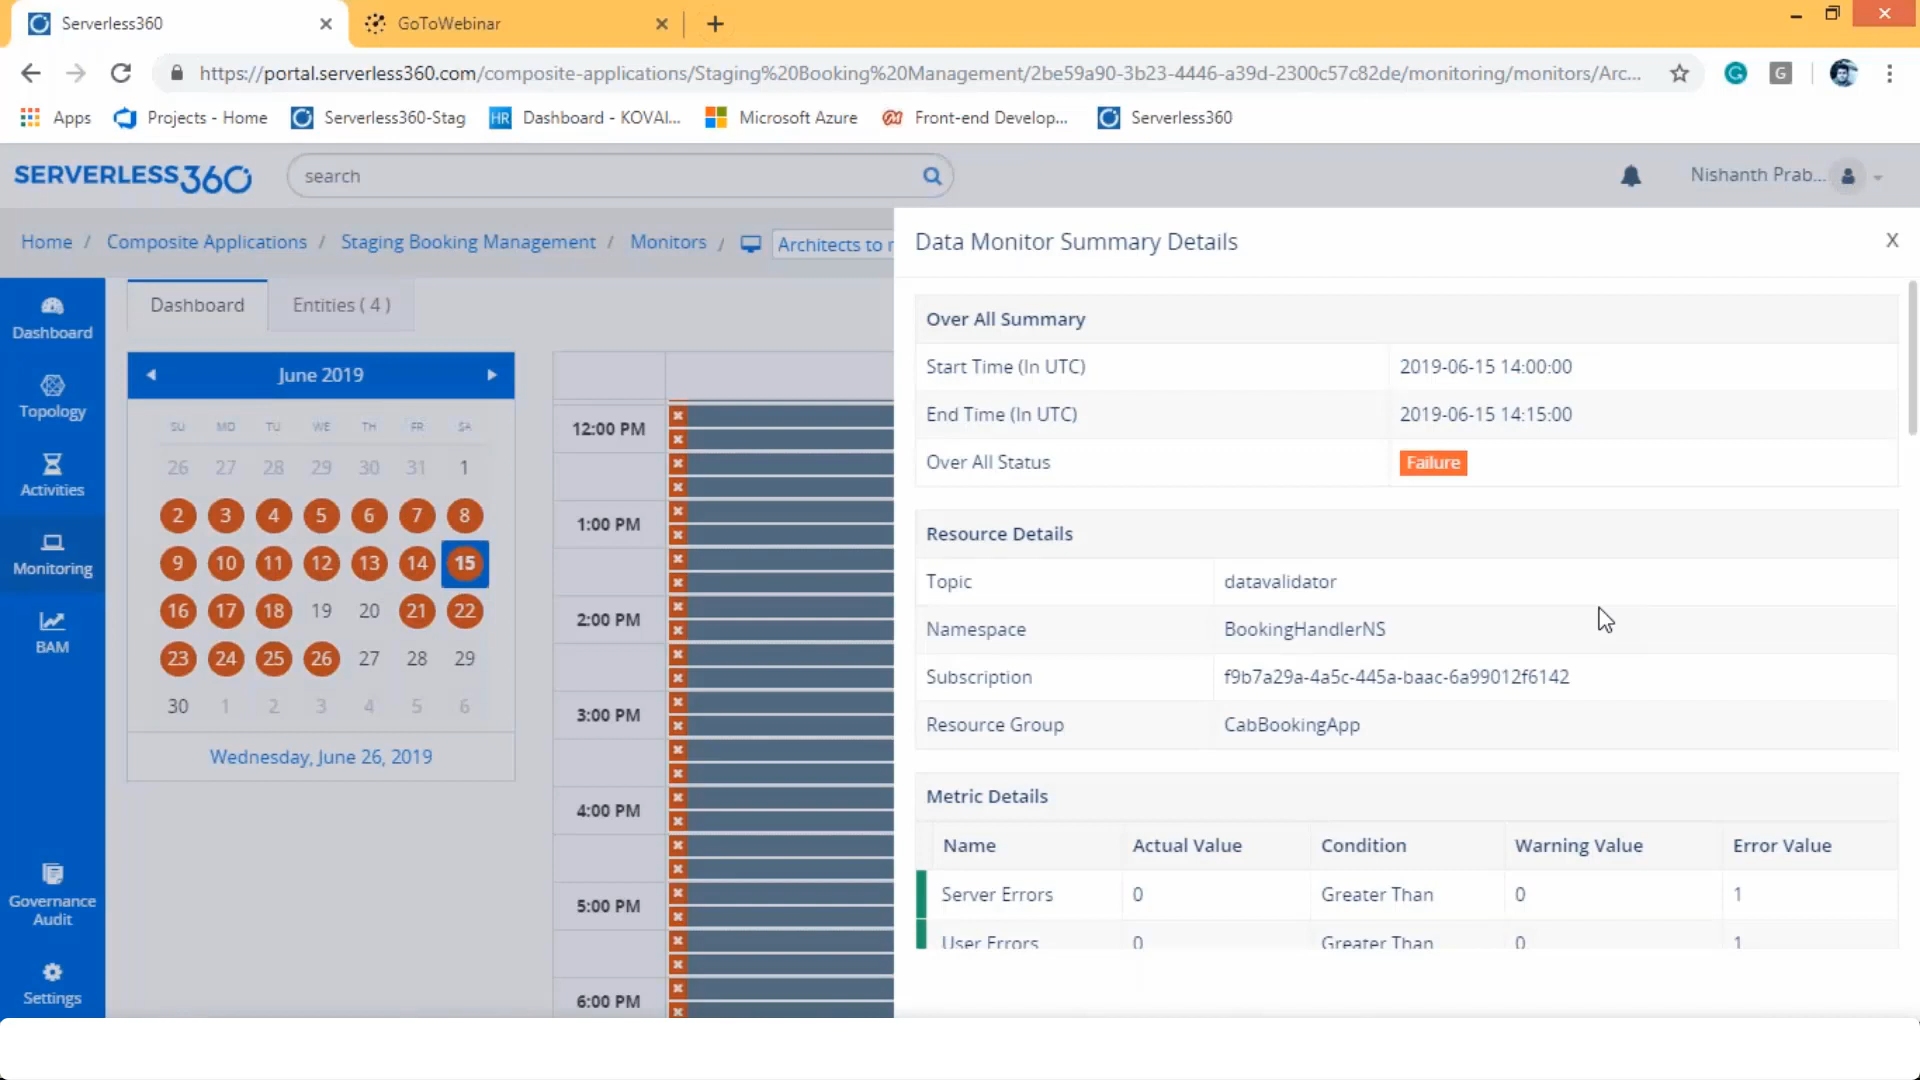 Serverless360
GoToWebinar
https://portal.serverless360.com/composite-applications/Staging%20Booking%20Management/2be59a90-3b23-4446-a39d-2300c57c82de/monitoring/monitors/Arc...
Apps
Projects - Home
Serverless360-Stag
HR
Dashboard - KOVAI...
Microsoft Azure
Front-end Develop...
Serverless360
SERVERLESS360
search
Nishanth Prab...
Home / Composite Applications / Staging Booking Management / Monitors / Architects to
Dashboard
Topology
Activities
Monitoring
BAM
Governance
Audit
Settings
Dashboard
Entities ( 4 )
June 2019
SU MO TU WE TH FR SA
26 27 28 29 30 31 1
2 3 4 5 6 7 8
9 10 11 12 13 14 15
16 17 18 19 20 21 22
23 24 25 26 27 28 29
30 1 2 3 4 5 6
Wednesday, June 26, 2019
12:00 PM
1:00 PM
2:00 PM
3:00 PM
4:00 PM
5:00 PM
6:00 PM
Data Monitor Summary Details
X
Over All Summary
Start Time (In UTC) 2019-06-15 14:00:00
End Time (In UTC) 2019-06-15 14:15:00
Over All Status Failure
Resource Details
Topic datavalidator
Namespace BookingHandlerNS
Subscription f9b7a29a-4a5c-445a-baac-6a99012f6142
Resource Group CabBookingApp
Metric Details
Name Actual Value Condition Warning Value Error Value
Server Errors 0 Greater Than 0 1
User Errors 0 Greater Than 0 1